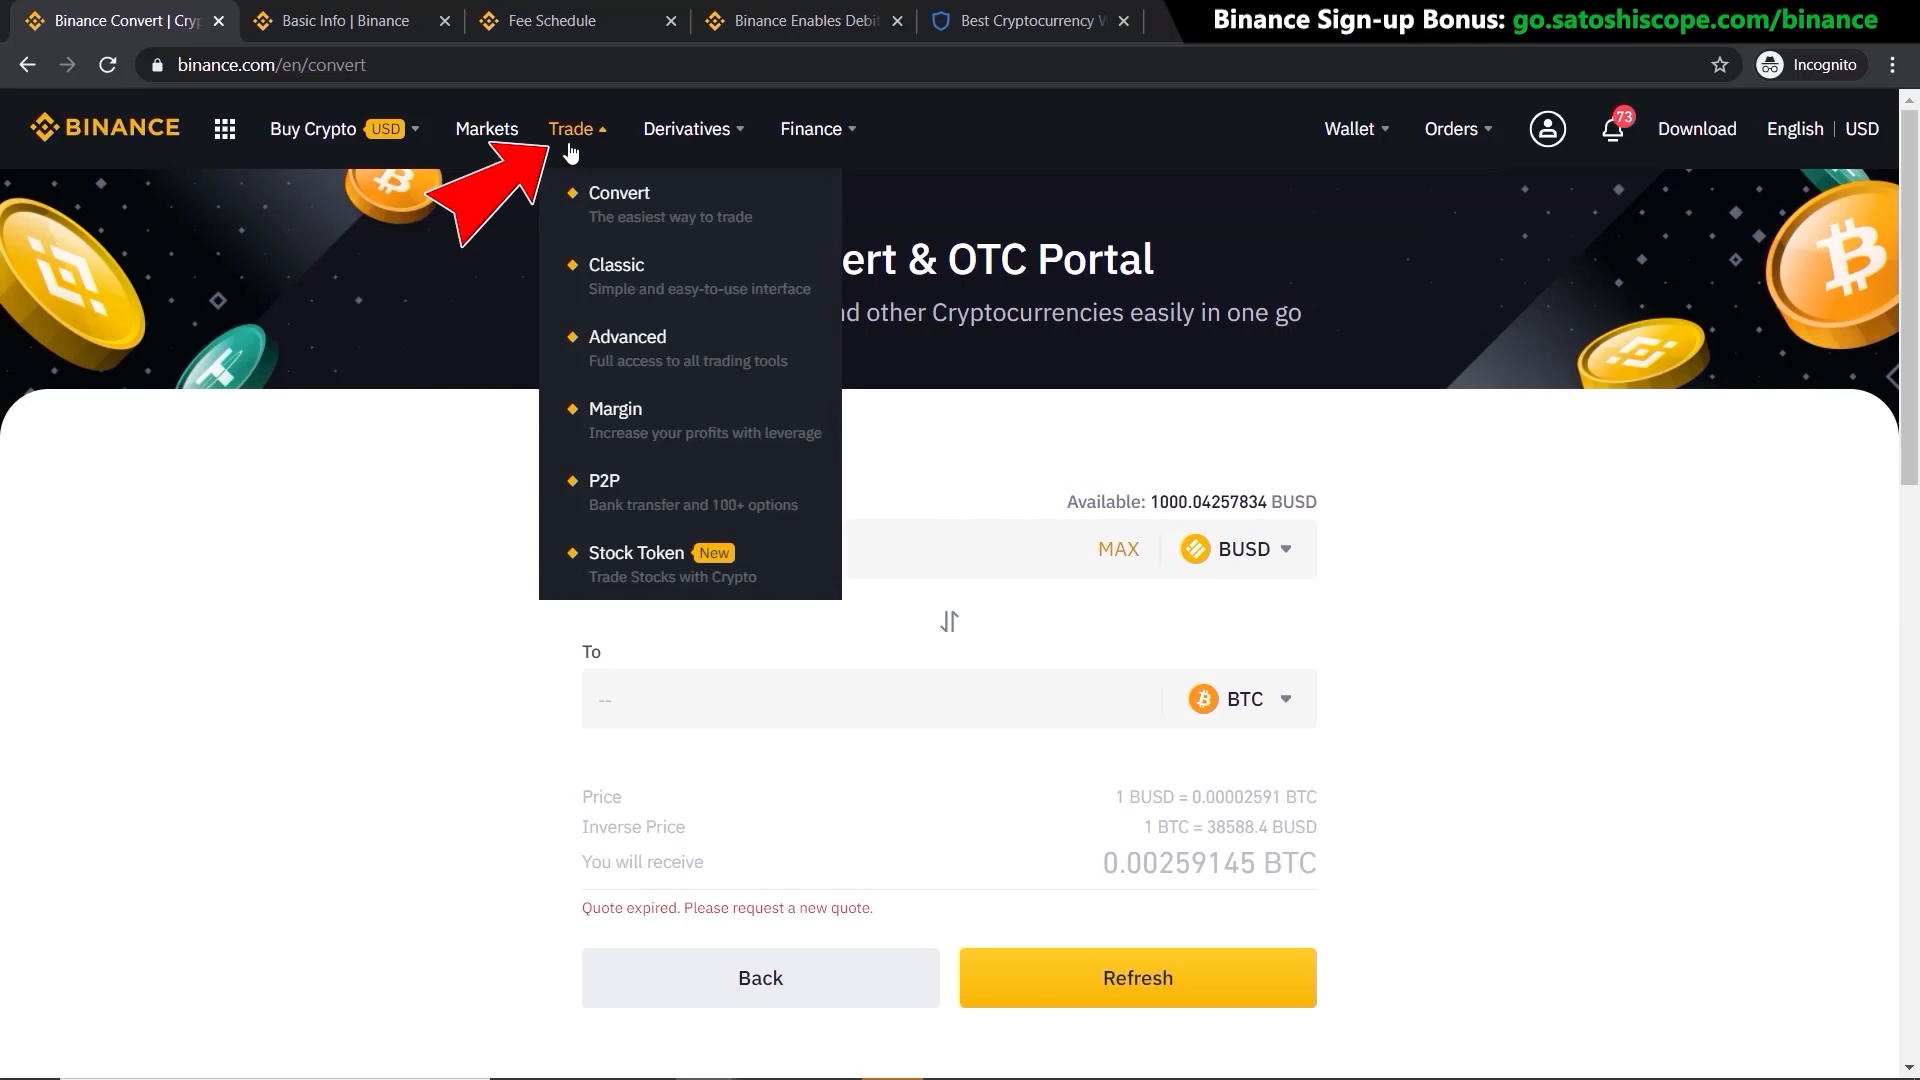 Binance Convert | Cryp
Basic Info | Binance
Fee Schedule
Binance Enables Debit
Best Cryptocurrency W
Binance Sign-up Bonus: go.satoshiscope.com/binance
binance.com/en/convert
Incognito
BINANCE
Buy Crypto USD
Markets
Trade
Derivatives
Finance
Wallet
Orders
73
Download
English
USD
Convert
The easiest way to trade
Classic
Simple and easy-to-use interface
Advanced
Full access to all trading tools
Margin
Increase your profits with leverage
P2P
Bank transfer and 100+ options
Stock Token New
Trade Stocks with Crypto
ert & OTC Portal
nd other Cryptocurrencies easily in one go
Available: 1000.04257834 BUSD
MAX
BUSD
To
--
BTC
Price
1 BUSD = 0.00002591 BTC
Inverse Price
1 BTC = 38588.4 BUSD
You will receive
0.00259145 BTC
Quote expired. Please request a new quote.
Back
Refresh